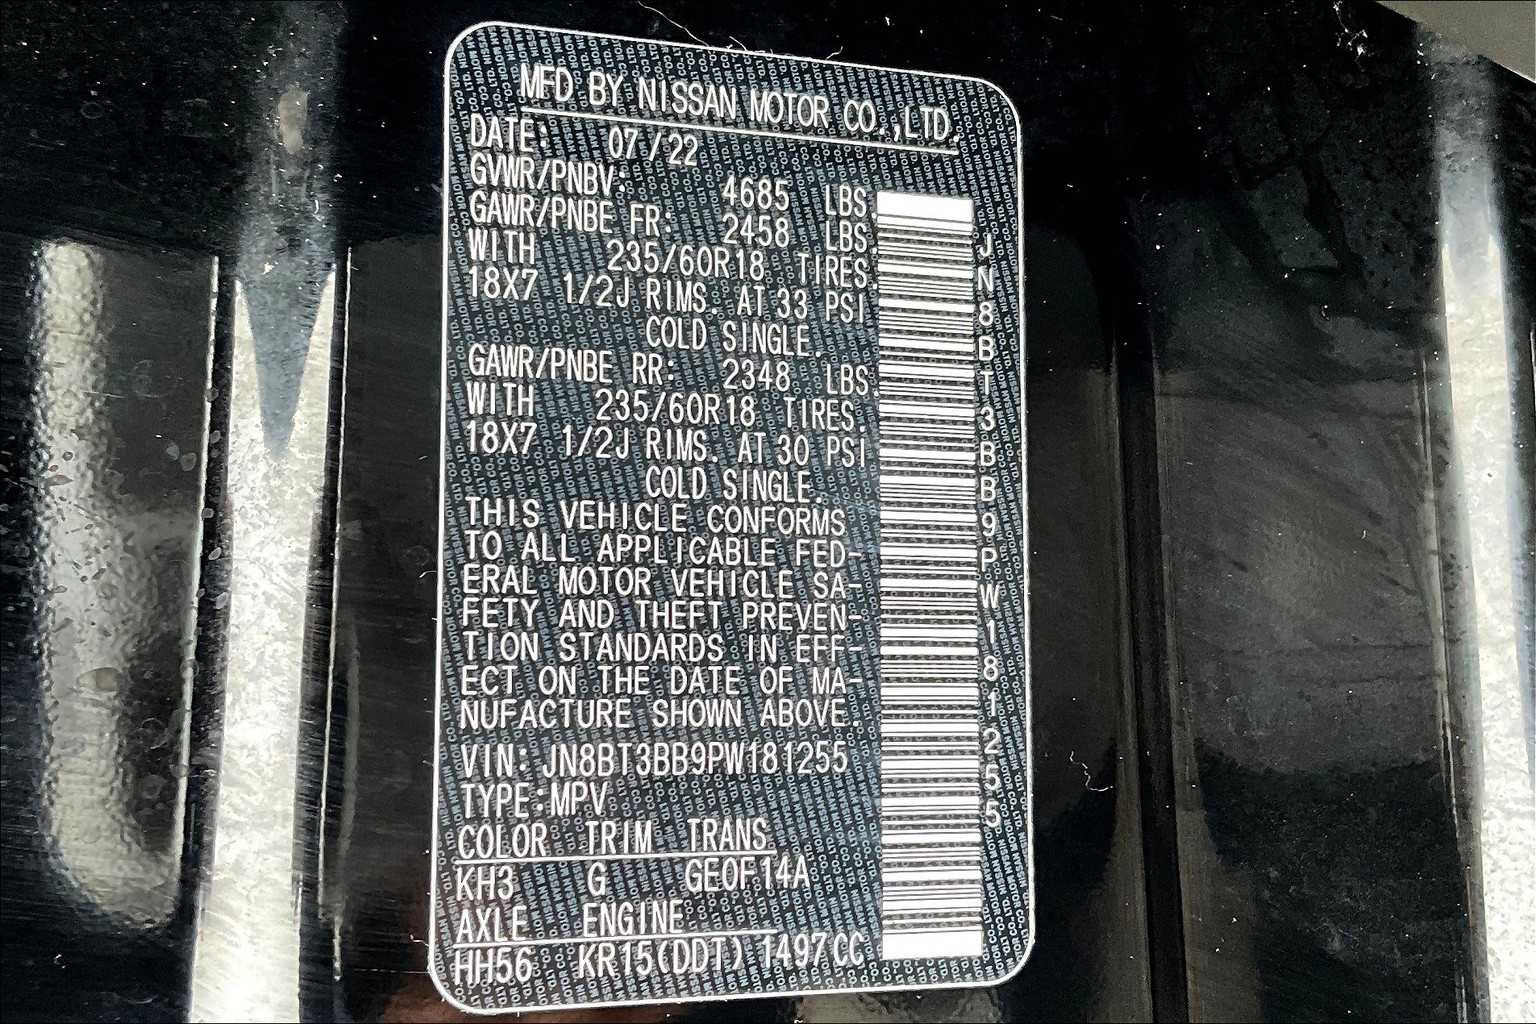 MFD BY NISSAN MOTOR CO.,LTD.
DATE: 07/22
GVWR/PNBV: 4685 LBS.
GAWR/PNBE FR: 2458 LBS
WITH 235/60R18 TIRES.
18X7 1/2J RIMS. AT 33 PSI
COLD SINGLE.
GAWR/PNBE RR: 2348 LBS.
WITH 235/60R18 TIRES.
18X7 1/2J RIMS. AT 30 PSI
COLD SINGLE.
THIS VEHICLE CONFORMS
TO ALL APPLICABLE FED-
ERAL MOTOR VEHICLE SA-
FETY AND THEFT PREVEN-
TION STANDARDS IN EFF-
ECT ON THE DATE OF MA-
NUFACTURE SHOWN ABOVE.
VIN: JN8BT3BB9PW181255
TYPE:MPV
COLOR TRIM TRANS
KH3 G GEOF14A
AXLE ENGINE
HH56 KR15(DDT) 1497CC
JN8BT3BB9PW181255